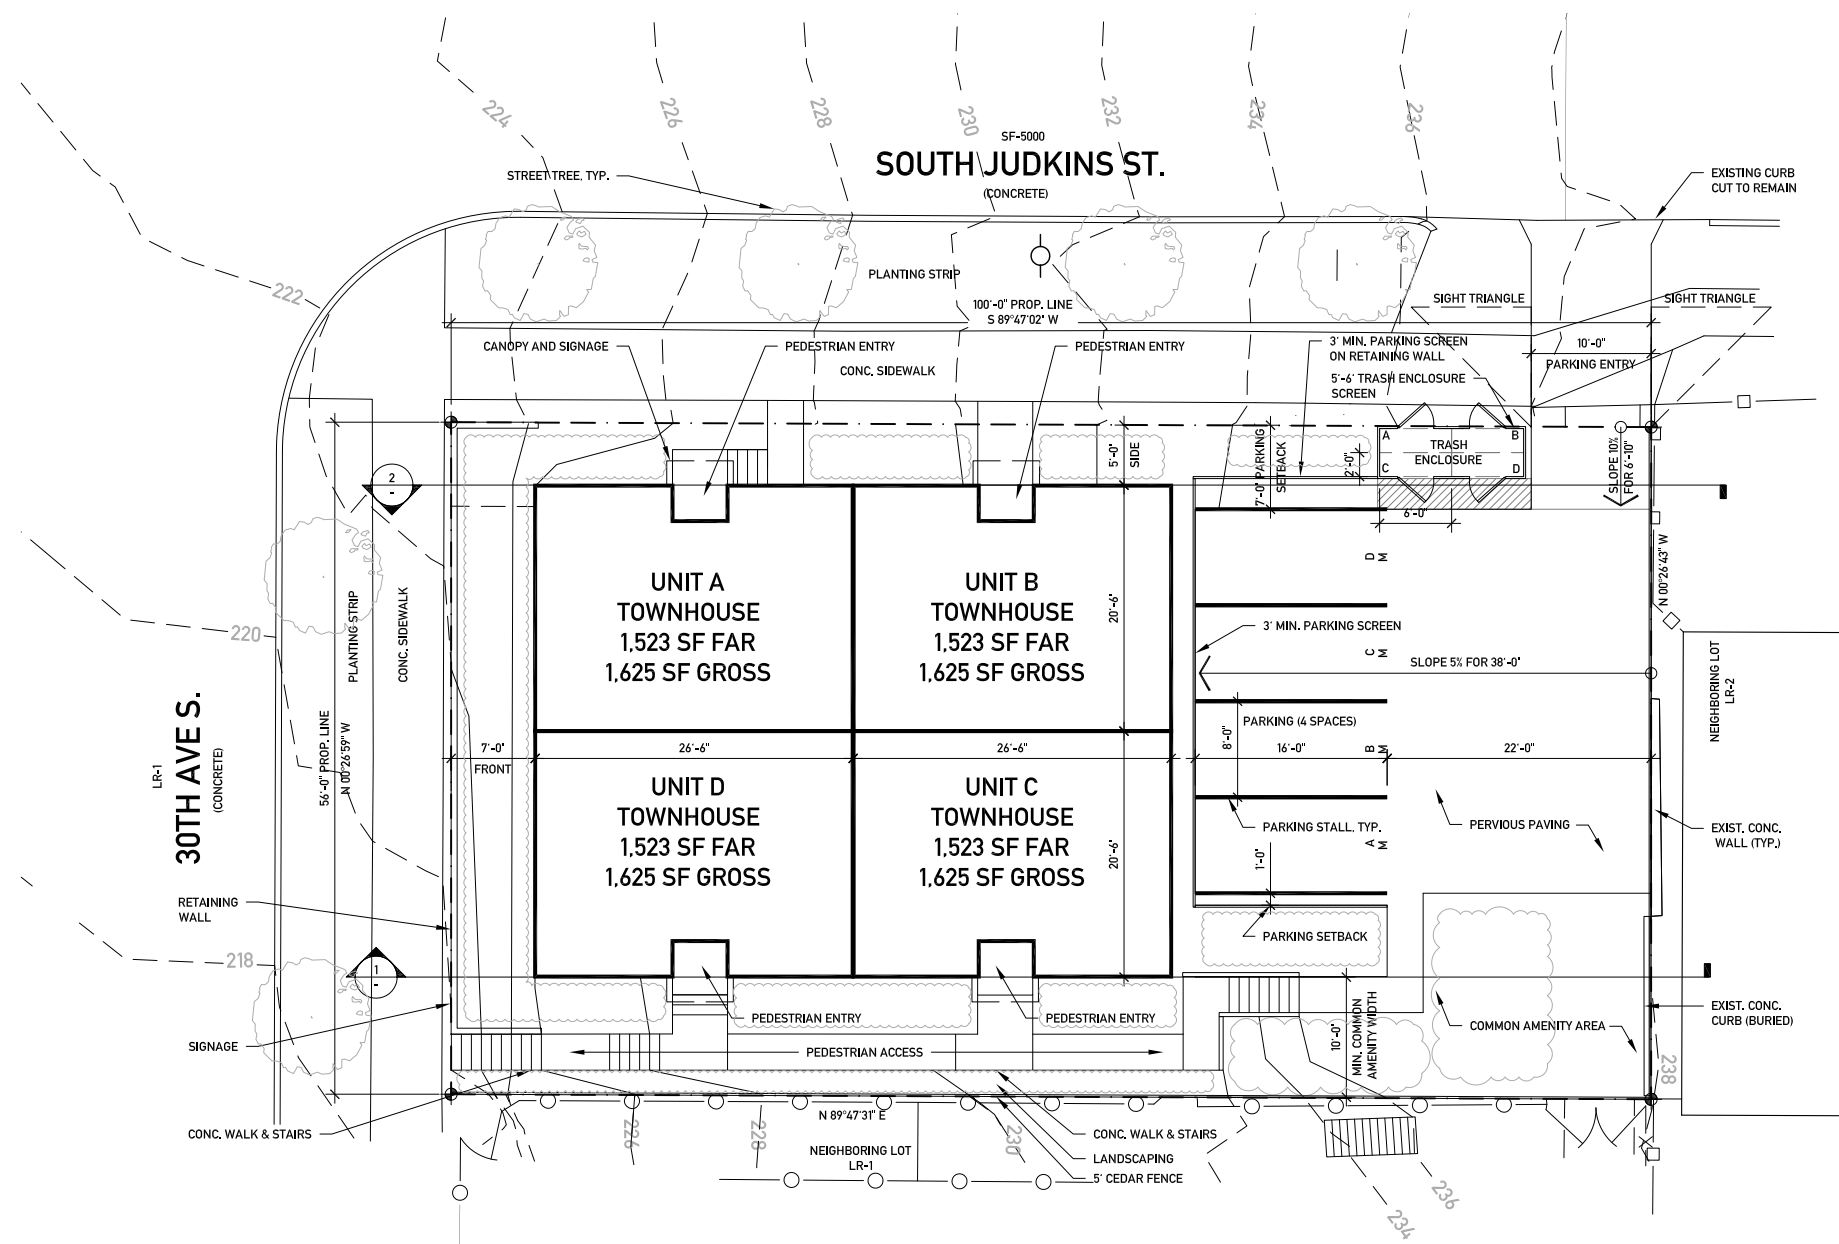 224
226
228
230
232
234
236
SF-5000
SOUTH JUDKINS ST.
(CONCRETE)
STREET TREE, TYP.
EXISTING CURB
CUT TO REMAIN
222
PLANTING STRIP
100'-0" PROP. LINE
S 89°47'02" W
SIGHT TRIANGLE
SIGHT TRIANGLE
CANOPY AND SIGNAGE
PEDESTRIAN ENTRY
PEDESTRIAN ENTRY
CONC. SIDEWALK
3' MIN. PARKING SCREEN
ON RETAINING WALL
5'-6' TRASH ENCLOSURE
SCREEN
10'-0"
PARKING ENTRY
5'-0"
SIDE
7'-0" PARKING
SETBACK
2'-0"
A
B
TRASH
ENCLOSURE
C
D
SLOPE 10%
FOR 6'-10"
6'-0"
2
-
N 00°26'43" W
D
M
UNIT A
TOWNHOUSE
1,523 SF FAR
1,625 SF GROSS
UNIT B
TOWNHOUSE
1,523 SF FAR
1,625 SF GROSS
20'-6"
3' MIN. PARKING SCREEN
C
M
SLOPE 5% FOR 38'-0"
220
PLANTING STRIP
CONC. SIDEWALK
NEIGHBORING LOT
LR-2
LR-1
30TH AVE S.
(CONCRETE)
56'-0" PROP. LINE
N 00°26'59" W
PARKING (4 SPACES)
8'-0"
7'-0"
FRONT
26'-6"
26'-6"
16'-0"
B
M
22'-0"
UNIT D
TOWNHOUSE
1,523 SF FAR
1,625 SF GROSS
UNIT C
TOWNHOUSE
1,523 SF FAR
1,625 SF GROSS
20'-6"
PARKING STALL, TYP.
A
M
1'-0"
PERVIOUS PAVING
EXIST. CONC.
WALL (TYP.)
RETAINING
WALL
PARKING SETBACK
218
1
-
PEDESTRIAN ENTRY
PEDESTRIAN ENTRY
10'-0"
MIN. COMMON
AMENITY WIDTH
COMMON AMENITY AREA
EXIST. CONC.
CURB (BURIED)
SIGNAGE
PEDESTRIAN ACCESS
238
N 89°47'31" E
CONC. WALK & STAIRS
226
228
NEIGHBORING LOT
LR-1
230
CONC. WALK & STAIRS
LANDSCAPING
5' CEDAR FENCE
236
234